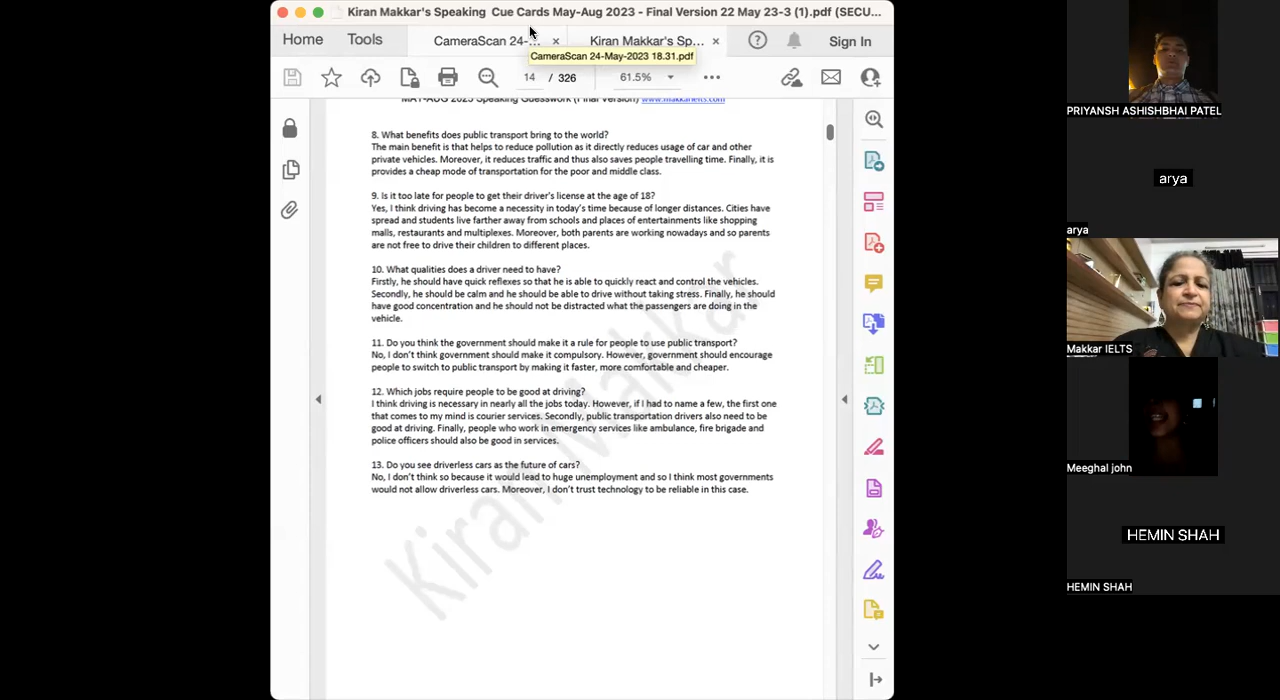 Kiran Makkar's Speaking Cue Cards May-Aug 2023 - Final Version 22 May 23-3 (1).pdf (SECU...
Home Tools CameraScan 24-... × Kiran Makkar's Sp... × Sign In
CameraScan 24-May-2023 18.31.pdf
14 / 326 61.5%
MAY-AUG 2023 Speaking Guesswork (Final Version) www.makkarielts.com
8. What benefits does public transport bring to the world?
The main benefit is that helps to reduce pollution as it directly reduces usage of car and other
private vehicles. Moreover, it reduces traffic and thus also saves people travelling time. Finally, it is
provides a cheap mode of transportation for the poor and middle class.
9. Is it too late for people to get their driver's license at the age of 18?
Yes, I think driving has become a necessity in today's time because of longer distances. Cities have
spread and students live farther away from schools and places of entertainments like shopping
malls, restaurants and multiplexes. Moreover, both parents are working nowadays and so parents
are not free to drive their children to different places.
10. What qualities does a driver need to have?
Firstly, he should have quick reflexes so that he is able to quickly react and control the vehicles.
Secondly, he should be calm and he should be able to drive without taking stress. Finally, he should
have good concentration and he should not be distracted what the passengers are doing in the
vehicle.
11. Do you think the government should make it a rule for people to use public transport?
No, I don't think government should make it compulsory. However, government should encourage
people to switch to public transport by making it faster, more comfortable and cheaper.
12. Which jobs require people to be good at driving?
I think driving is necessary in nearly all the jobs today. However, if I had to name a few, the first one
that comes to my mind is courier services. Secondly, public transportation drivers also need to be
good at driving. Finally, people who work in emergency services like ambulance, fire brigade and
police officers should also be good in services.
13. Do you see driverless cars as the future of cars?
No, I don't think so because it would lead to huge unemployment and so I think most governments
would not allow driverless cars. Moreover, I don't trust technology to be reliable in this case.
Kiran Makkar
PRIYANSH ASHISHBHAI PATEL
arya
arya
Makkar IELTS
Meeghal john
HEMIN SHAH
HEMIN SHAH